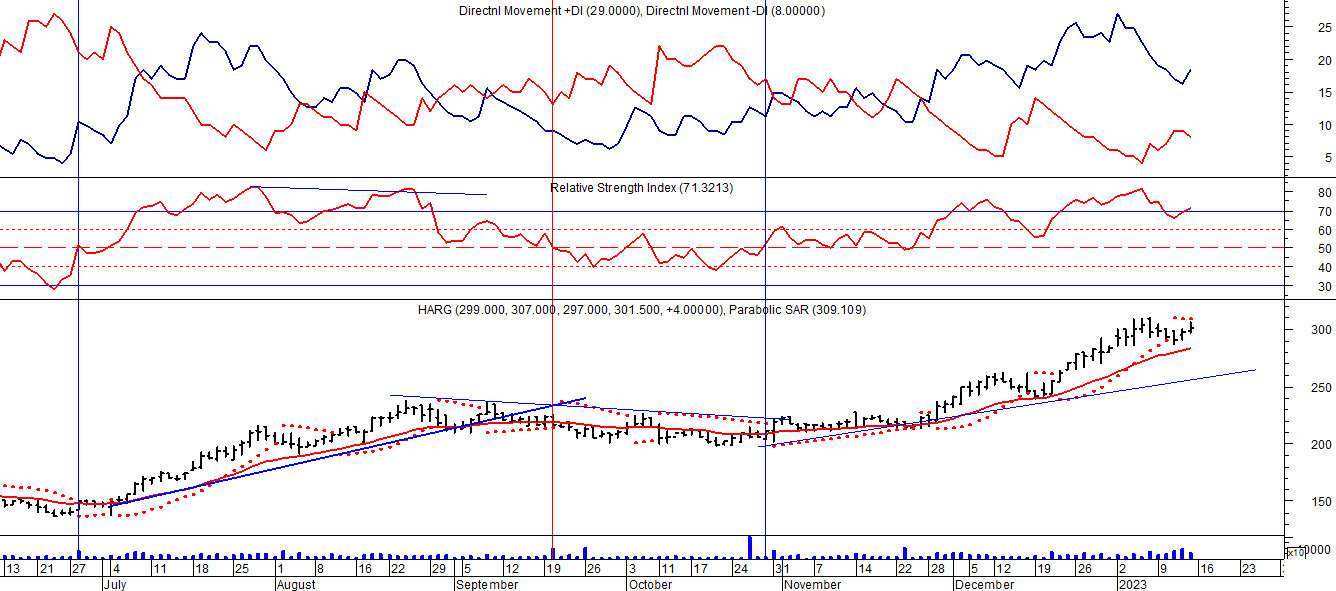 Directnl Movement +DI (29.0000), Directnl Movement -DI (8.00000)
25
20
15
10
5
Relative Strength Index (71.3213)
80
70
60
50
40
30
HARG (299.000, 307.000, 297.000, 301.500, +4.00000), Parabolic SAR (309.109)
300
250
200
150
10000
x10
13 21 27 4 11 18 25 1 8 16 22 29 5 12 19 26 3 11 17 24 31 7 14 22 28 5 12 19 26 2 9 16 23
July August September October November December 2023